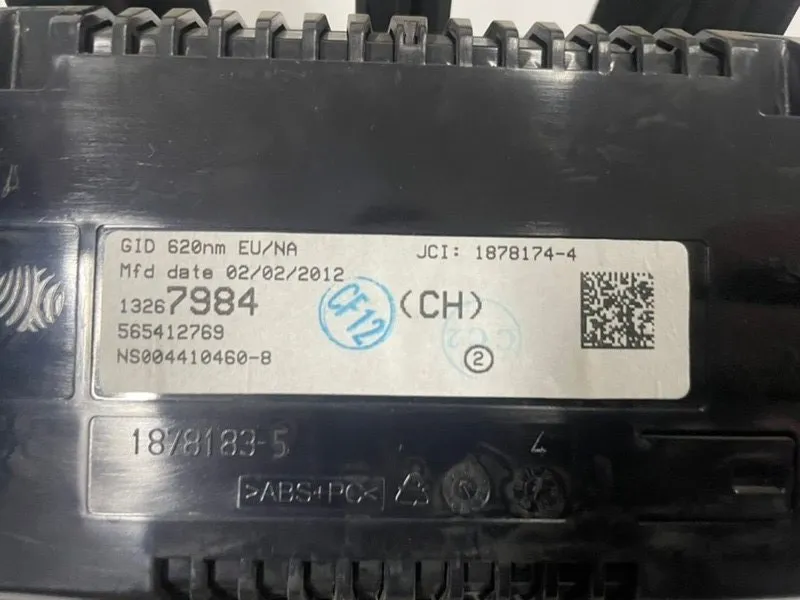 GID 620nm EU/NA JCI: 1878174-4
Mfd date 02/02/2012
13267984 CF12 (CH)
565412769
NS004410460-8 2
1878183-5 4
>ABS+PC<